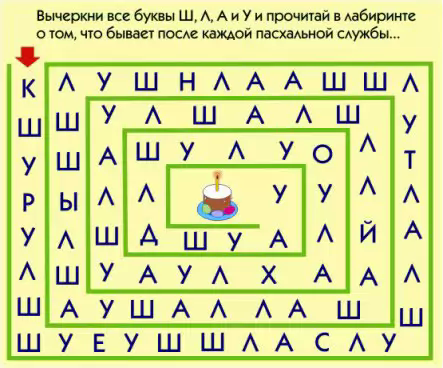 Вычеркни все буквы Ш, Л, А и У и прочитай в лабиринте
о том, что бывает после каждой пасхальной службы...
К Л У Ш Н Л А А Ш Ш Л
Ш Ш У Л Ш А Л Ш У
У Ш А Ш У Л У О Л Т
Р Ы Л Л У У Л Л
У Л Ш Д Ш У А Л Й А
Л Ш У А У Л Х А А Л
Ш А У Ш А Л Л А Ш Ш
Ш У Е У Ш Ш Л А С Л У